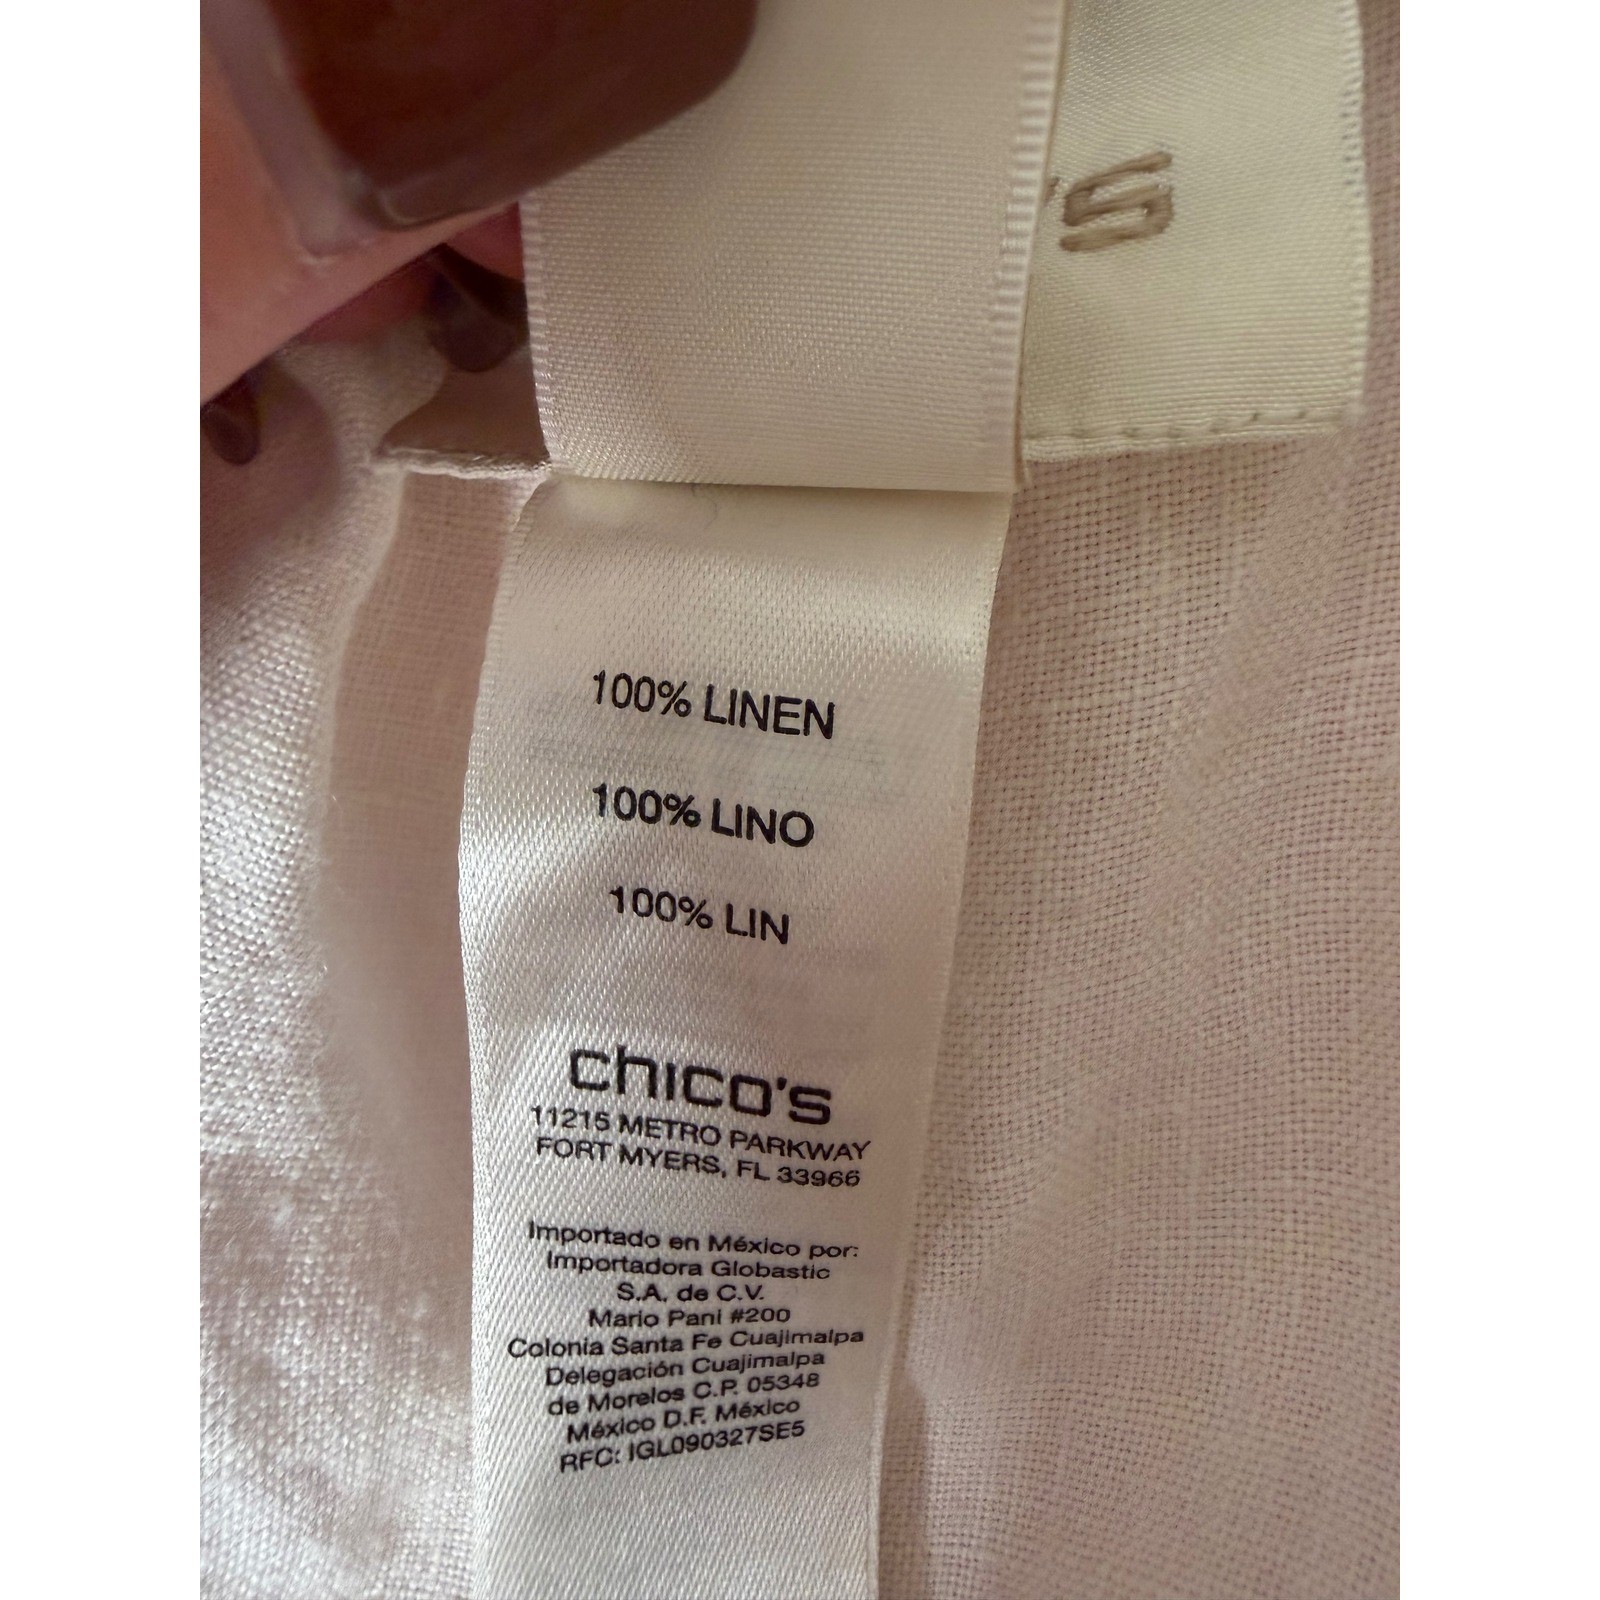 's
100% LINEN
100% LINO
100% LIN
chico's
11215 METRO PARKWAY
FORT MYERS, FL 33966
Importado en México por:
Importadora Globastic
S.A. de C.V.
Mario Pani #200
Colonia Santa Fe Cuajimalpa
Delegación Cuajimalpa
de Morelos C.P. 05348
México D.F. México
RFC: IGL090327SE5